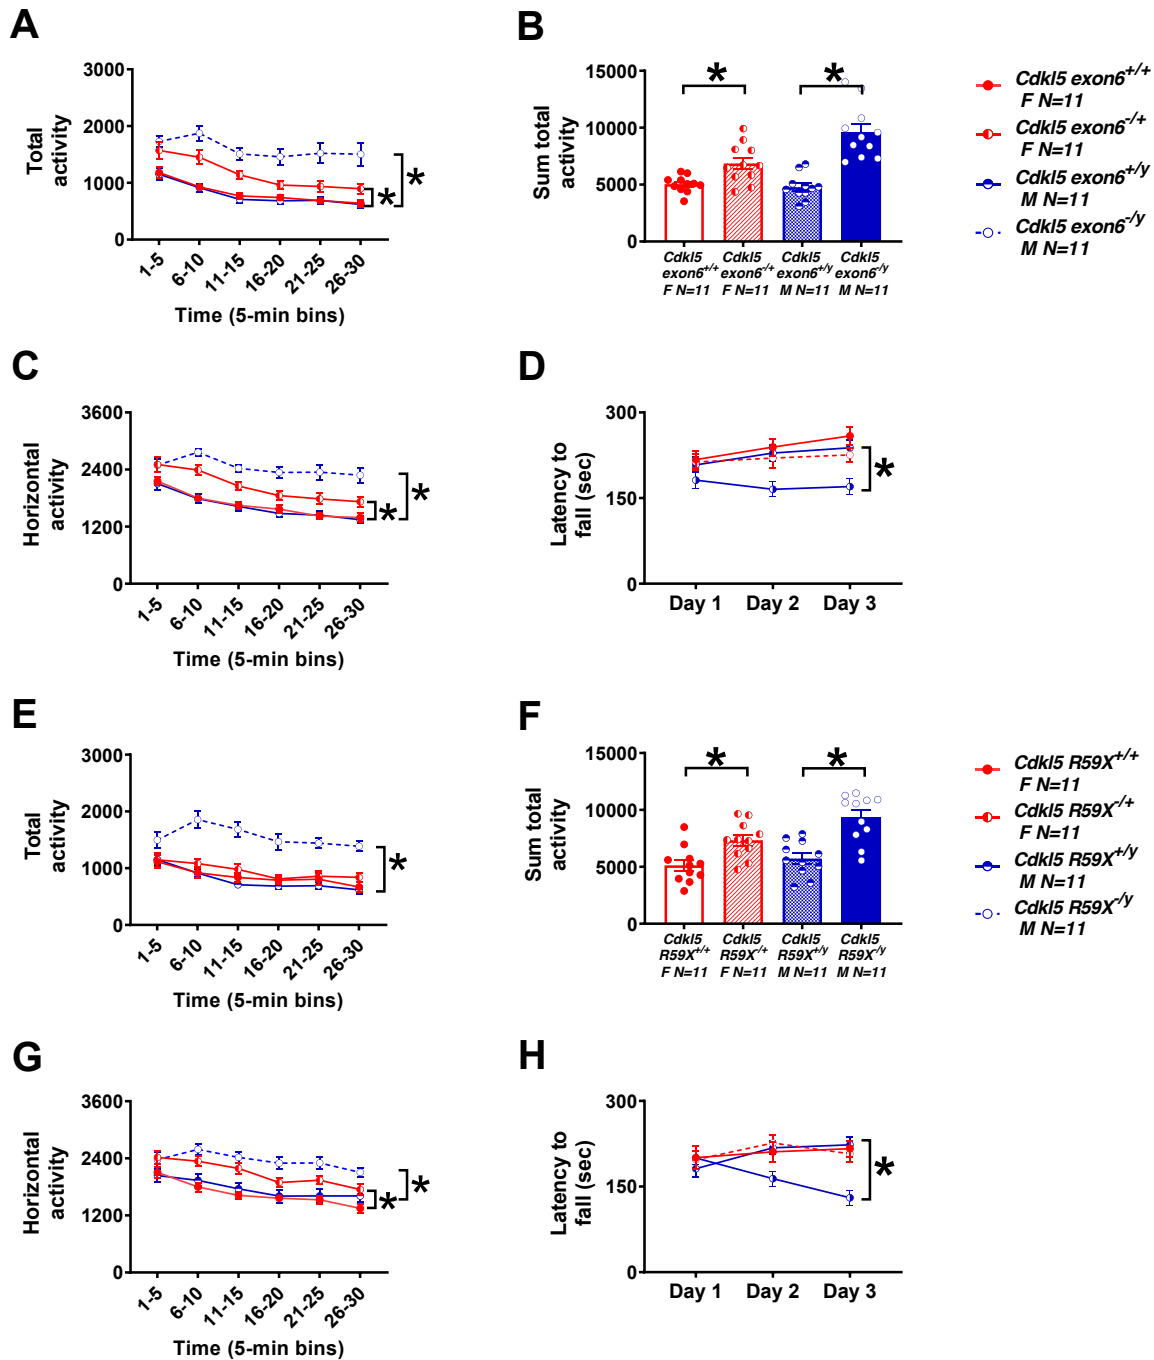 A
3000
2000
1000
0
Total
activity
1-5
6-10
11-15
16-20
21-25
26-30
Time (5-min bins)
*
*
B
15000
10000
5000
0
Sum total
activity
*
*
Cdkl5
exon6+/+
F N=11
Cdkl5
exon6-/+
F N=11
Cdkl5
exon6+/y
M N=11
Cdkl5
exon6-/y
M N=11
Cdkl5 exon6+/+
F N=11
Cdkl5 exon6-/+
F N=11
Cdkl5 exon6+/y
M N=11
Cdkl5 exon6-/y
M N=11
C
3600
2400
1200
0
Horizontal
activity
1-5
6-10
11-15
16-20
21-25
26-30
Time (5-min bins)
*
*
D
300
150
0
Latency to
fall (sec)
Day 1
Day 2
Day 3
*
E
3000
2000
1000
0
Total
activity
1-5
6-10
11-15
16-20
21-25
26-30
Time (5-min bins)
*
F
15000
10000
5000
0
Sum total
activity
*
*
Cdkl5
R59X+/+
F N=11
Cdkl5
R59X-/+
F N=11
Cdkl5
R59X+/y
M N=11
Cdkl5
R59X-/y
M N=11
Cdkl5 R59X+/+
F N=11
Cdkl5 R59X-/+
F N=11
Cdkl5 R59X+/y
M N=11
Cdkl5 R59X-/y
M N=11
G
3600
2400
1200
0
Horizontal
activity
1-5
6-10
11-15
16-20
21-25
26-30
Time (5-min bins)
*
*
H
300
150
0
Latency to
fall (sec)
Day 1
Day 2
Day 3
*